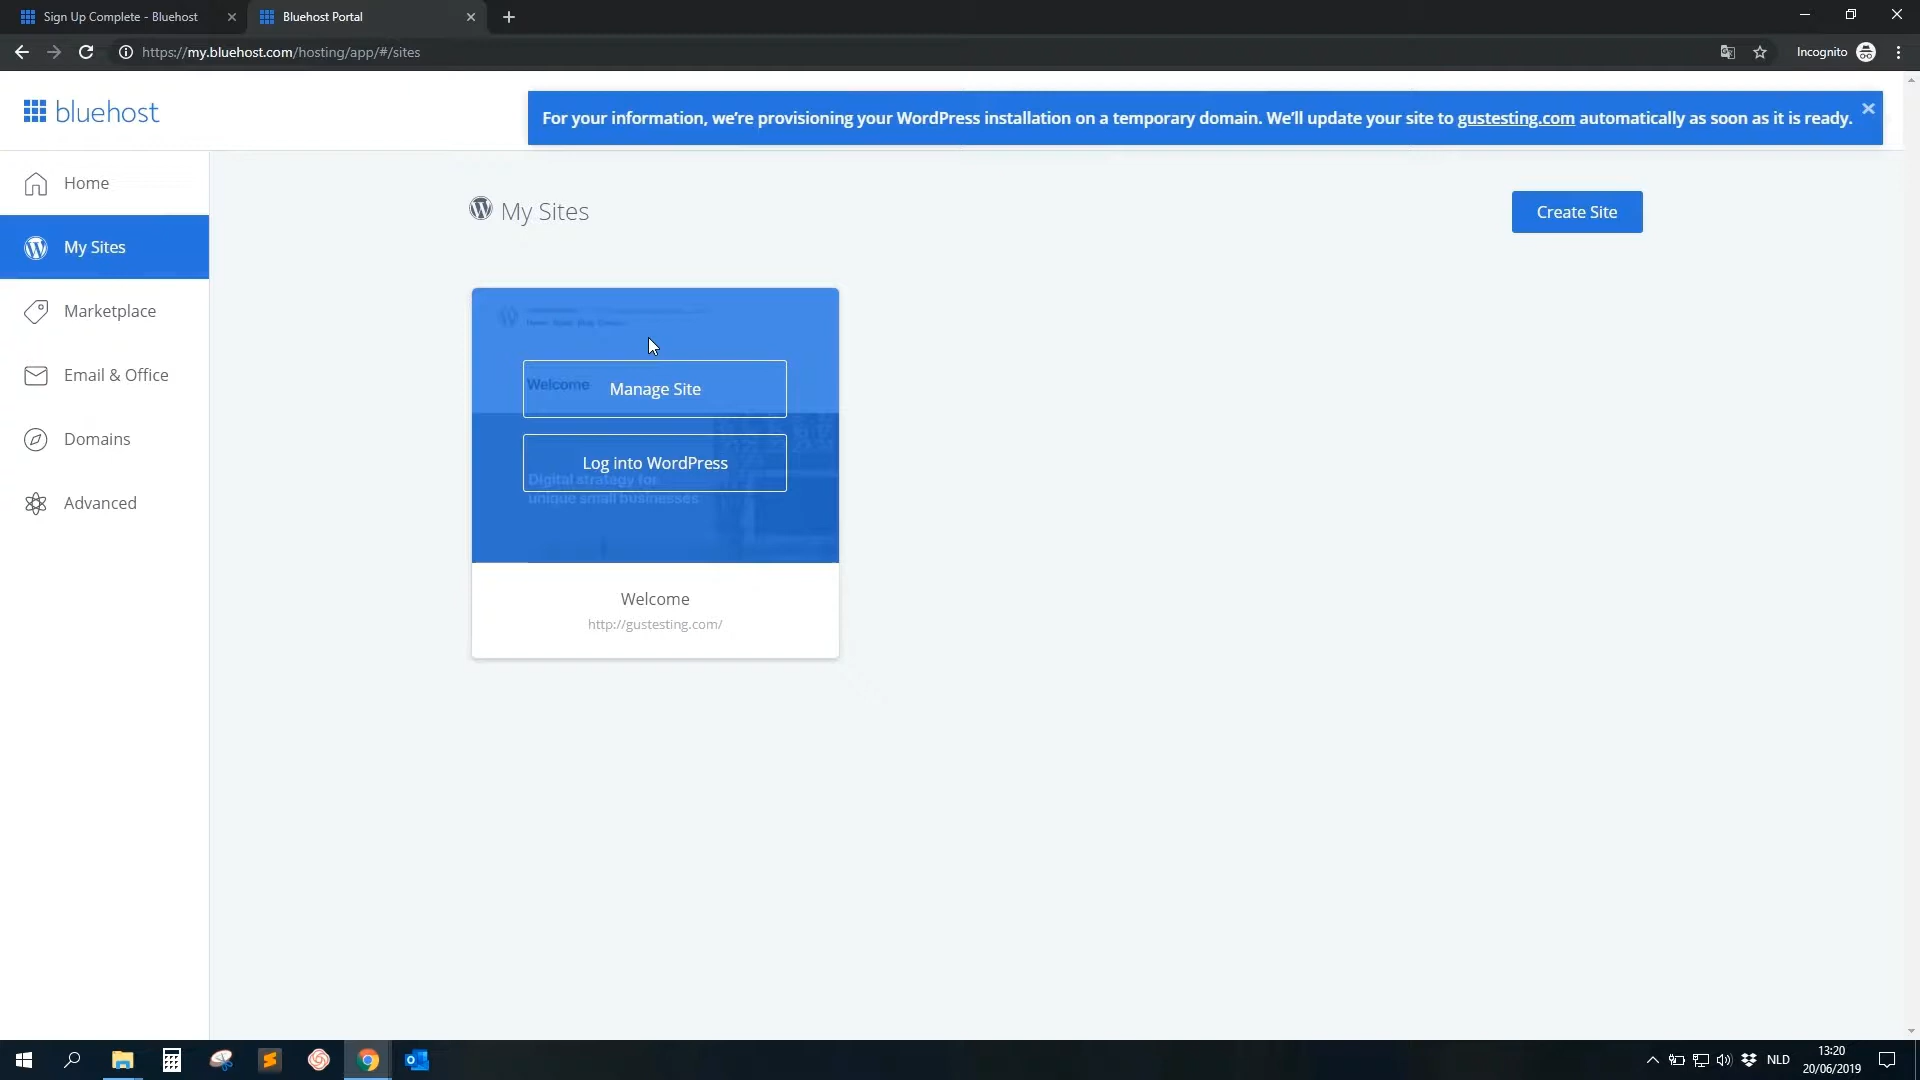 Sign Up Complete - Bluehost
Bluehost Portal
https://my.bluehost.com/hosting/app/#/sites
Incognito
bluehost
For your information, we're provisioning your WordPress installation on a temporary domain. We'll update your site to gustesting.com automatically as soon as it is ready.
Home
My Sites
Marketplace
Email & Office
Domains
Advanced
My Sites
Create Site
Welcome
Manage Site
Log into WordPress
Digital strategy for
unique small businesses
Welcome
http://gustesting.com/
NLD
13:20
20/06/2019